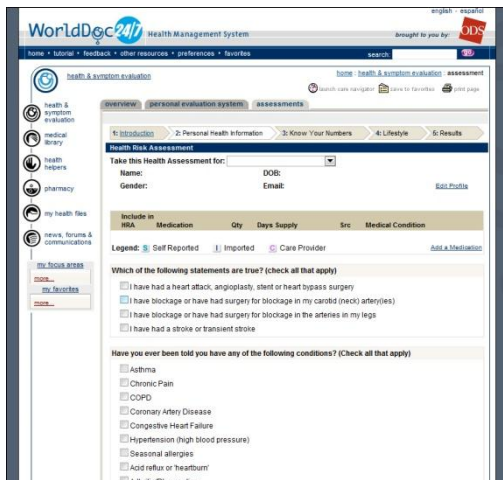 english - español
WorlDoc 24/7 Health Management System
brought to you by: ODS
home • tutorial • feedback • other resources • preferences • favorites
search:
health & symptom evaluation
home : health & symptom evaluation : assessment
launch care navigator save to favorites print page
overview personal evaluation system assessments
health &
symptom
evaluation
medical
library
health
helpers
pharmacy
my health files
news, forums &
communications
my focus areas
more...
my favorites
more...
1: Introduction 2: Personal Health Information 3: Know Your Numbers 4: Lifestyle 5: Results
Health Risk Assessment
Take this Health Assessment for:
Name: DOB:
Gender: Email: Edit Profile
Include in
HRA Medication Qty Days Supply Src Medical Condition
Legend: S Self Reported I Imported C Care Provider Add a Medication
Which of the following statements are true? (check all that apply)
I have had a heart attack, angioplasty, stent or heart bypass surgery
I have blockage or have had surgery for blockage in my carotid (neck) artery(ies)
I have blockage or have had surgery for blockage in the arteries in my legs
I have had a stroke or transient stroke
Have you ever been told you have any of the following conditions? (Check all that apply)
Asthma
Chronic Pain
COPD
Coronary Artery Disease
Congestive Heart Failure
Hypertension (high blood pressure)
Seasonal allergies
Acid reflux or 'heartburn'